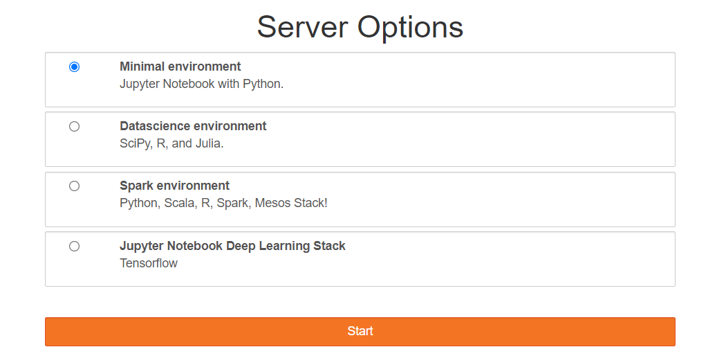 Server Options
Minimal environment
Jupyter Notebook with Python.
Datascience environment
SciPy, R, and Julia.
Spark environment
Python, Scala, R, Spark, Mesos Stack!
Jupyter Notebook Deep Learning Stack
Tensorflow
Start